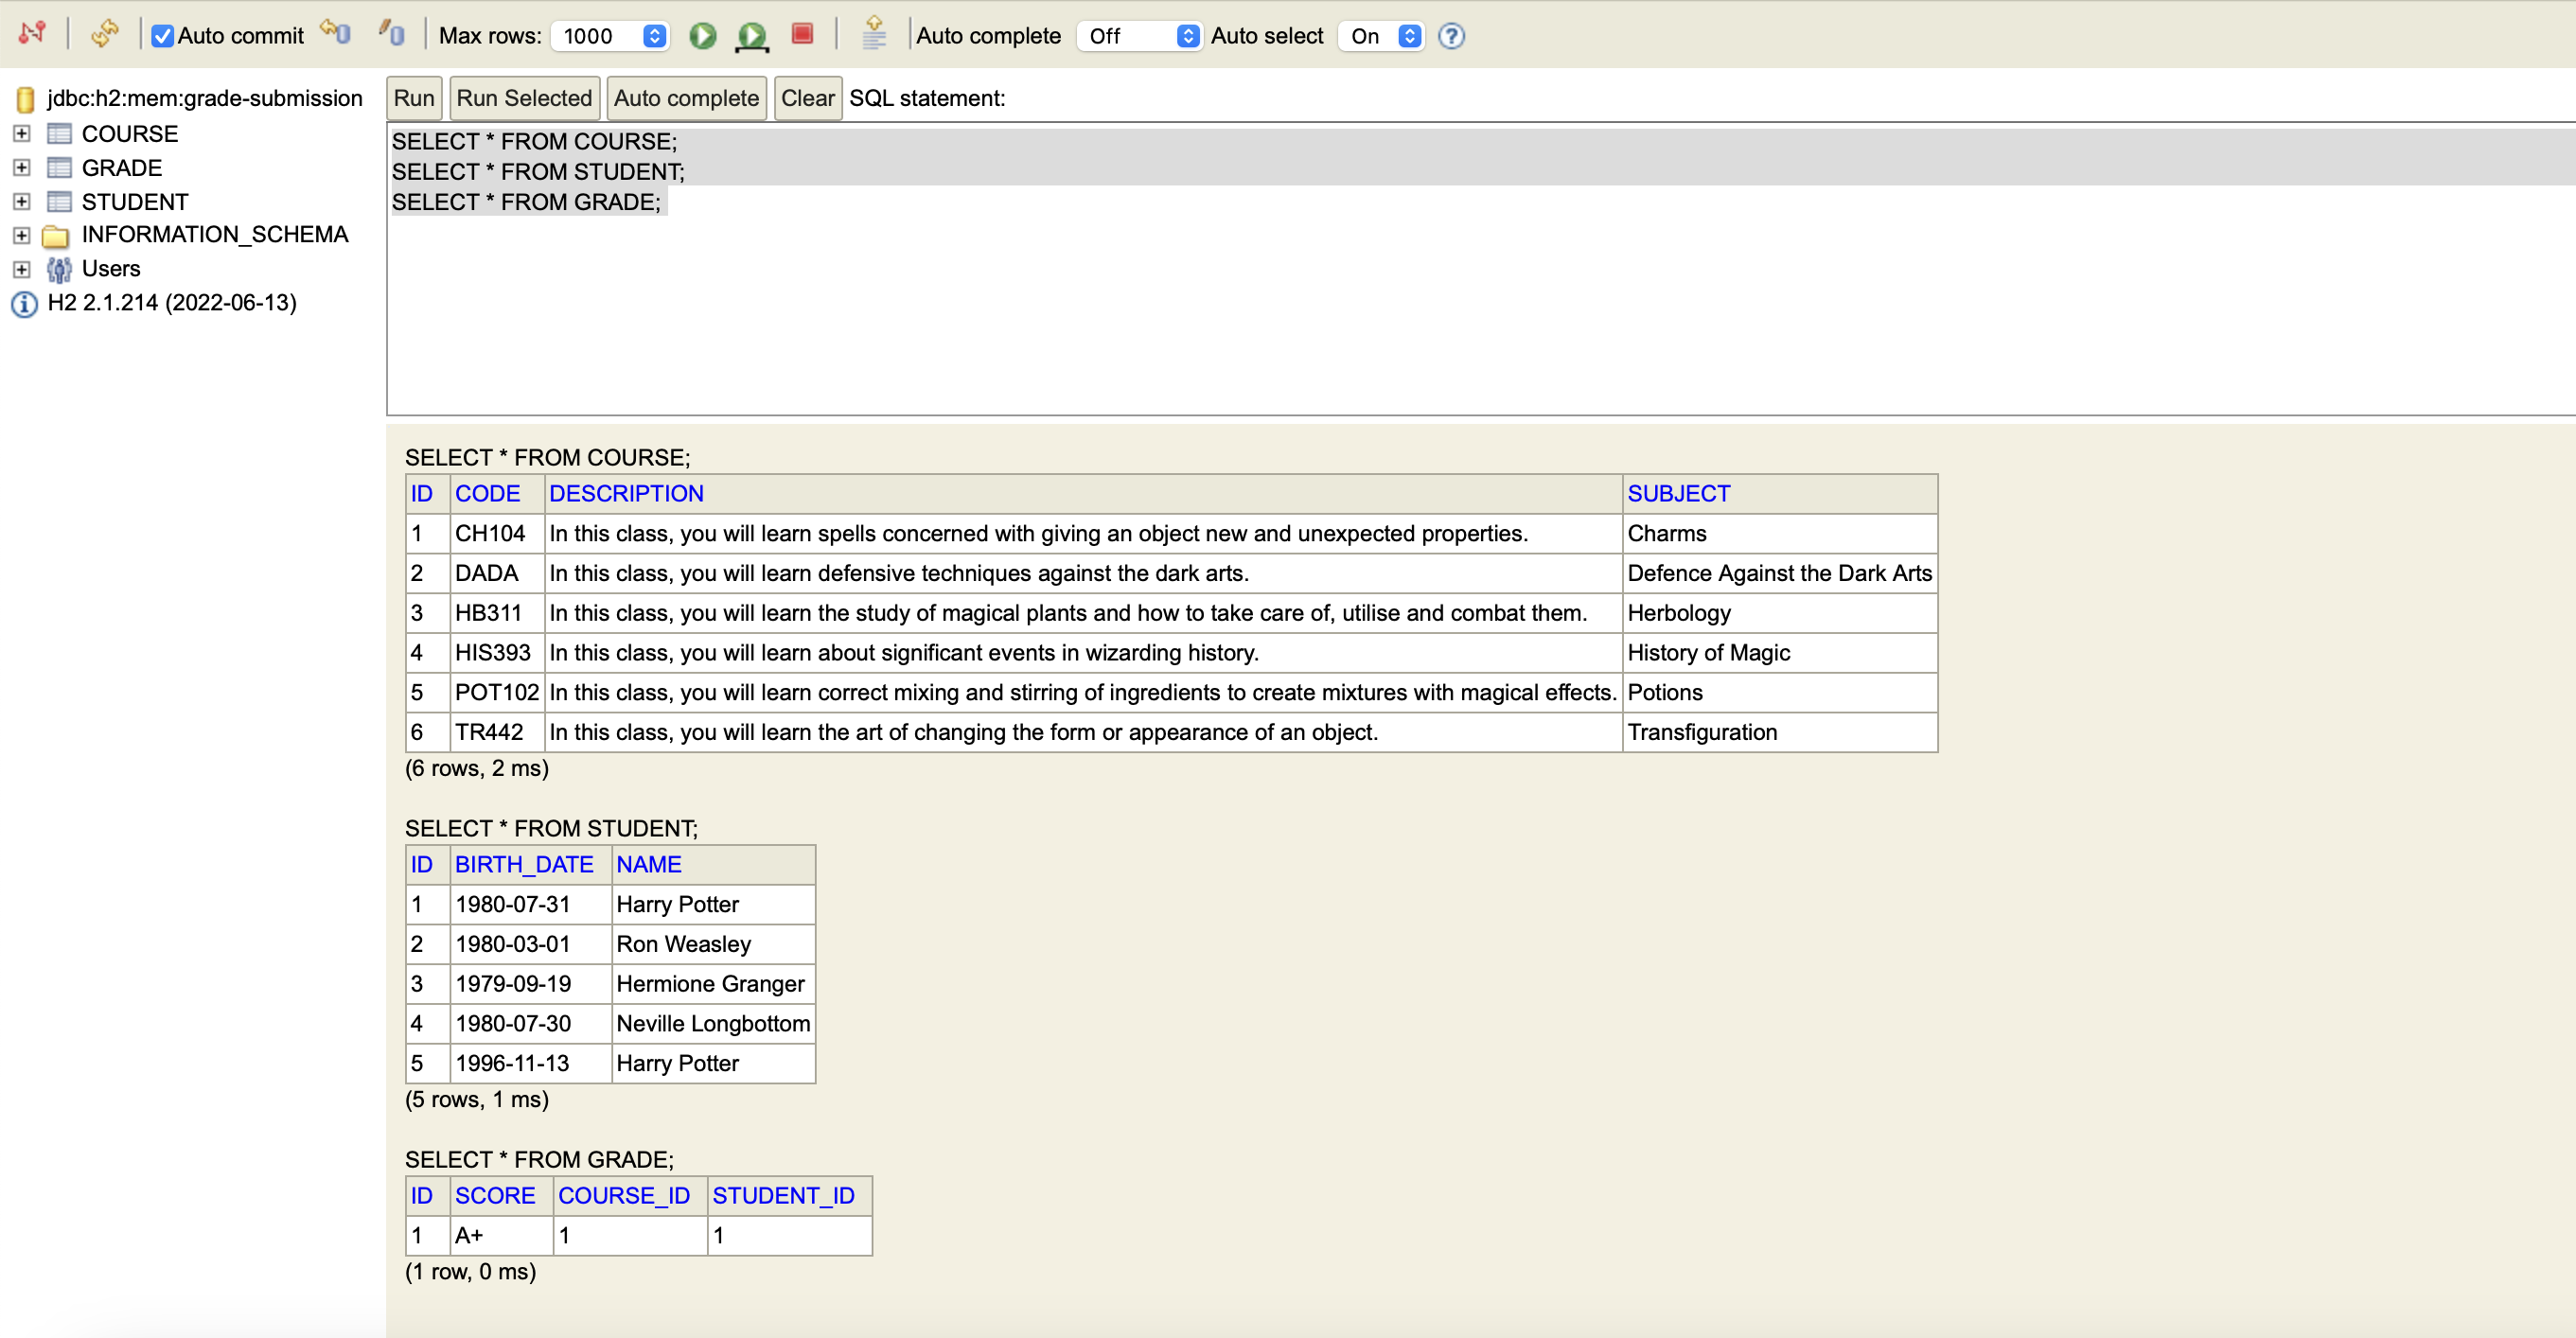 Auto commit Max rows: 1000 Auto complete Off Auto select On ?
jdbc:h2:mem:grade-submission
COURSE
GRADE
STUDENT
INFORMATION_SCHEMA
Users
H2 2.1.214 (2022-06-13)
Run Run Selected Auto complete Clear SQL statement:
SELECT * FROM COURSE;
SELECT * FROM STUDENT;
SELECT * FROM GRADE;
SELECT * FROM COURSE;
ID CODE DESCRIPTION SUBJECT
1 CH104 In this class, you will learn spells concerned with giving an object new and unexpected properties. Charms
2 DADA In this class, you will learn defensive techniques against the dark arts. Defence Against the Dark Arts
3 HB311 In this class, you will learn the study of magical plants and how to take care of, utilise and combat them. Herbology
4 HIS393 In this class, you will learn about significant events in wizarding history. History of Magic
5 POT102 In this class, you will learn correct mixing and stirring of ingredients to create mixtures with magical effects. Potions
6 TR442 In this class, you will learn the art of changing the form or appearance of an object. Transfiguration
(6 rows, 2 ms)
SELECT * FROM STUDENT;
ID BIRTH_DATE NAME
1 1980-07-31 Harry Potter
2 1980-03-01 Ron Weasley
3 1979-09-19 Hermione Granger
4 1980-07-30 Neville Longbottom
5 1996-11-13 Harry Potter
(5 rows, 1 ms)
SELECT * FROM GRADE;
ID SCORE COURSE_ID STUDENT_ID
1 A+ 1 1
(1 row, 0 ms)